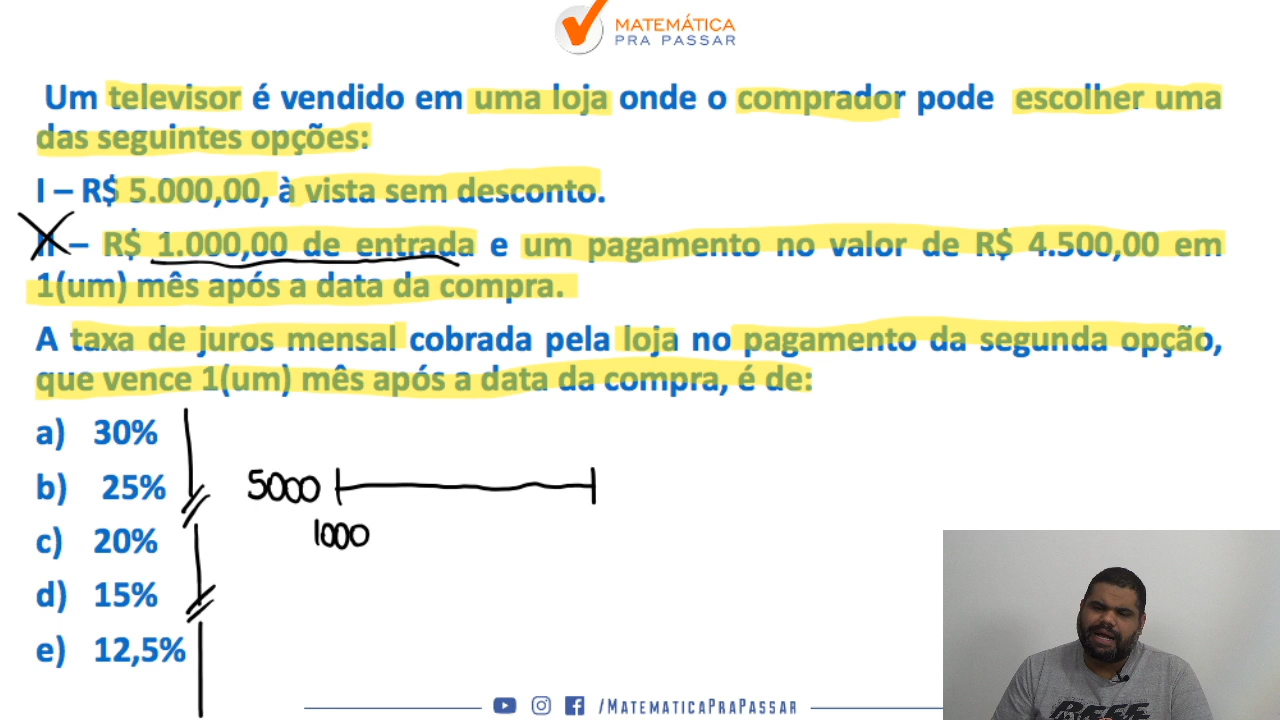 MATEMÁTICA
PRA PASSAR
Um televisor é vendido em uma loja onde o comprador pode escolher uma
das seguintes opções:
I – R$ 5.000,00, à vista sem desconto.
II – R$ 1.000,00 de entrada e um pagamento no valor de R$ 4.500,00 em
1(um) mês após a data da compra.
A taxa de juros mensal cobrada pela loja no pagamento da segunda opção,
que vence 1(um) mês após a data da compra, é de:
a) 30%
b) 25%
5000
c) 20%
1000
d) 15%
e) 12,5%
/MATEMATICAPRAPASSAR